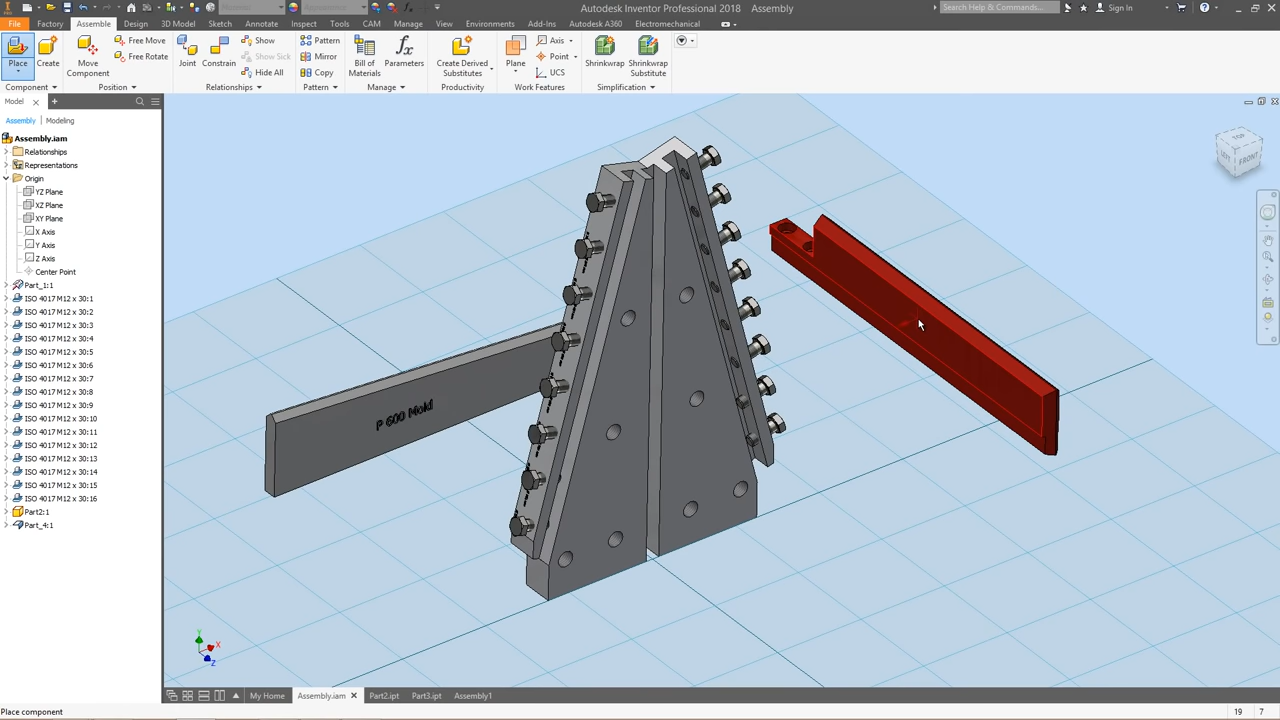 Autodesk Inventor Professional 2018 Assembly
Search Help & Commands...
Sign In
File Factory Assemble Design 3D Model Sketch Annotate Inspect Tools CAM Manage View Environments Add-Ins Autodesk A360 Electromechanical
Place
Create
Move
Component
Free Move
Free Rotate
Joint
Constrain
Show
Show Sick
Hide All
Pattern
Mirror
Copy
Bill of
Materials
Parameters
Create Derived
Substitutes
Plane
Axis
Point
UCS
Shrinkwrap
Shrinkwrap
Substitute
Component Position Relationships Pattern Manage Productivity Work Features Simplification
Model
Assembly Modeling
Assembly.iam
Relationships
Representations
Origin
YZ Plane
XZ Plane
XY Plane
X Axis
Y Axis
Z Axis
Center Point
Part_1:1
ISO 4017 M12 x 30:1
ISO 4017 M12 x 30:2
ISO 4017 M12 x 30:3
ISO 4017 M12 x 30:4
ISO 4017 M12 x 30:5
ISO 4017 M12 x 30:6
ISO 4017 M12 x 30:7
ISO 4017 M12 x 30:8
ISO 4017 M12 x 30:9
ISO 4017 M12 x 30:10
ISO 4017 M12 x 30:11
ISO 4017 M12 x 30:12
ISO 4017 M12 x 30:13
ISO 4017 M12 x 30:14
ISO 4017 M12 x 30:15
ISO 4017 M12 x 30:16
Part2:1
Part_4:1
P 600 Mold
FRONT
Y
X
Z
My Home Assembly.iam Part2.ipt Part3.ipt Assembly1
Place component
19 7